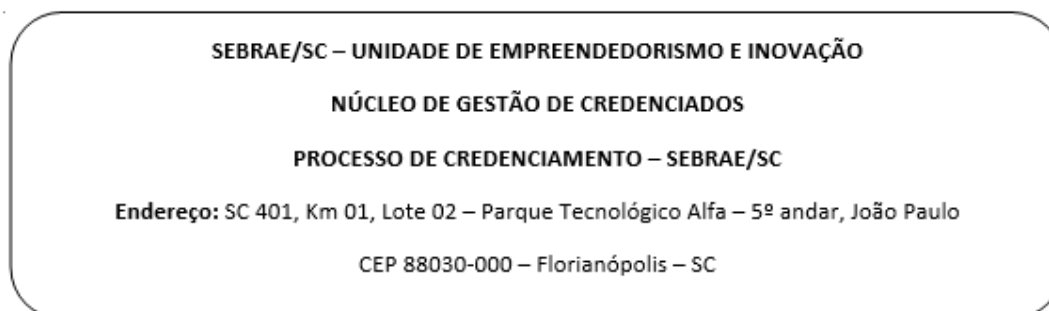 SEBRAE/SC – UNIDADE DE EMPREENDEDORISMO E INOVAÇÃO
NÚCLEO DE GESTÃO DE CREDENCIADOS
PROCESSO DE CREDENCIAMENTO – SEBRAE/SC
Endereço: SC 401, Km 01, Lote 02 – Parque Tecnológico Alfa – 5º andar, João Paulo
CEP 88030-000 – Florianópolis – SC